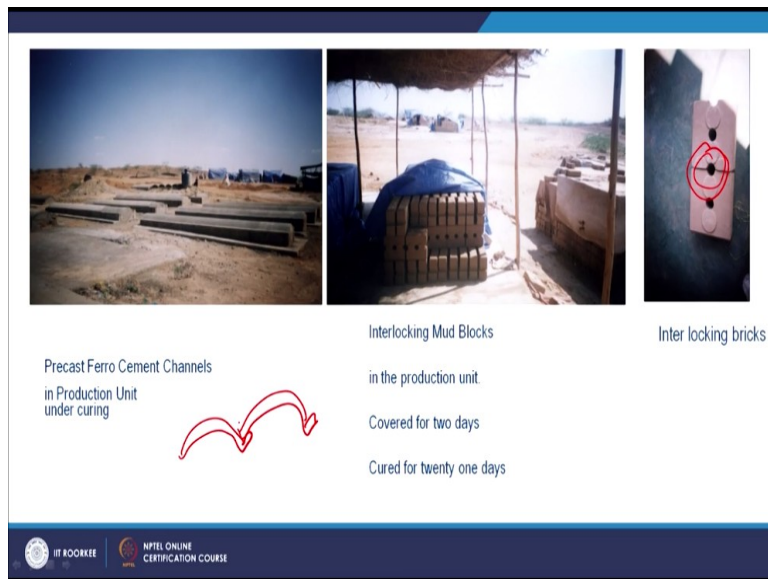 Precast Ferro Cement Channels
in Production Unit
under curing
Interlocking Mud Blocks
in the production unit.
Covered for two days
Cured for twenty one days
Inter locking bricks
IIT ROORKEE
NPTEL ONLINE
CERTIFICATION COURSE
NPTEL